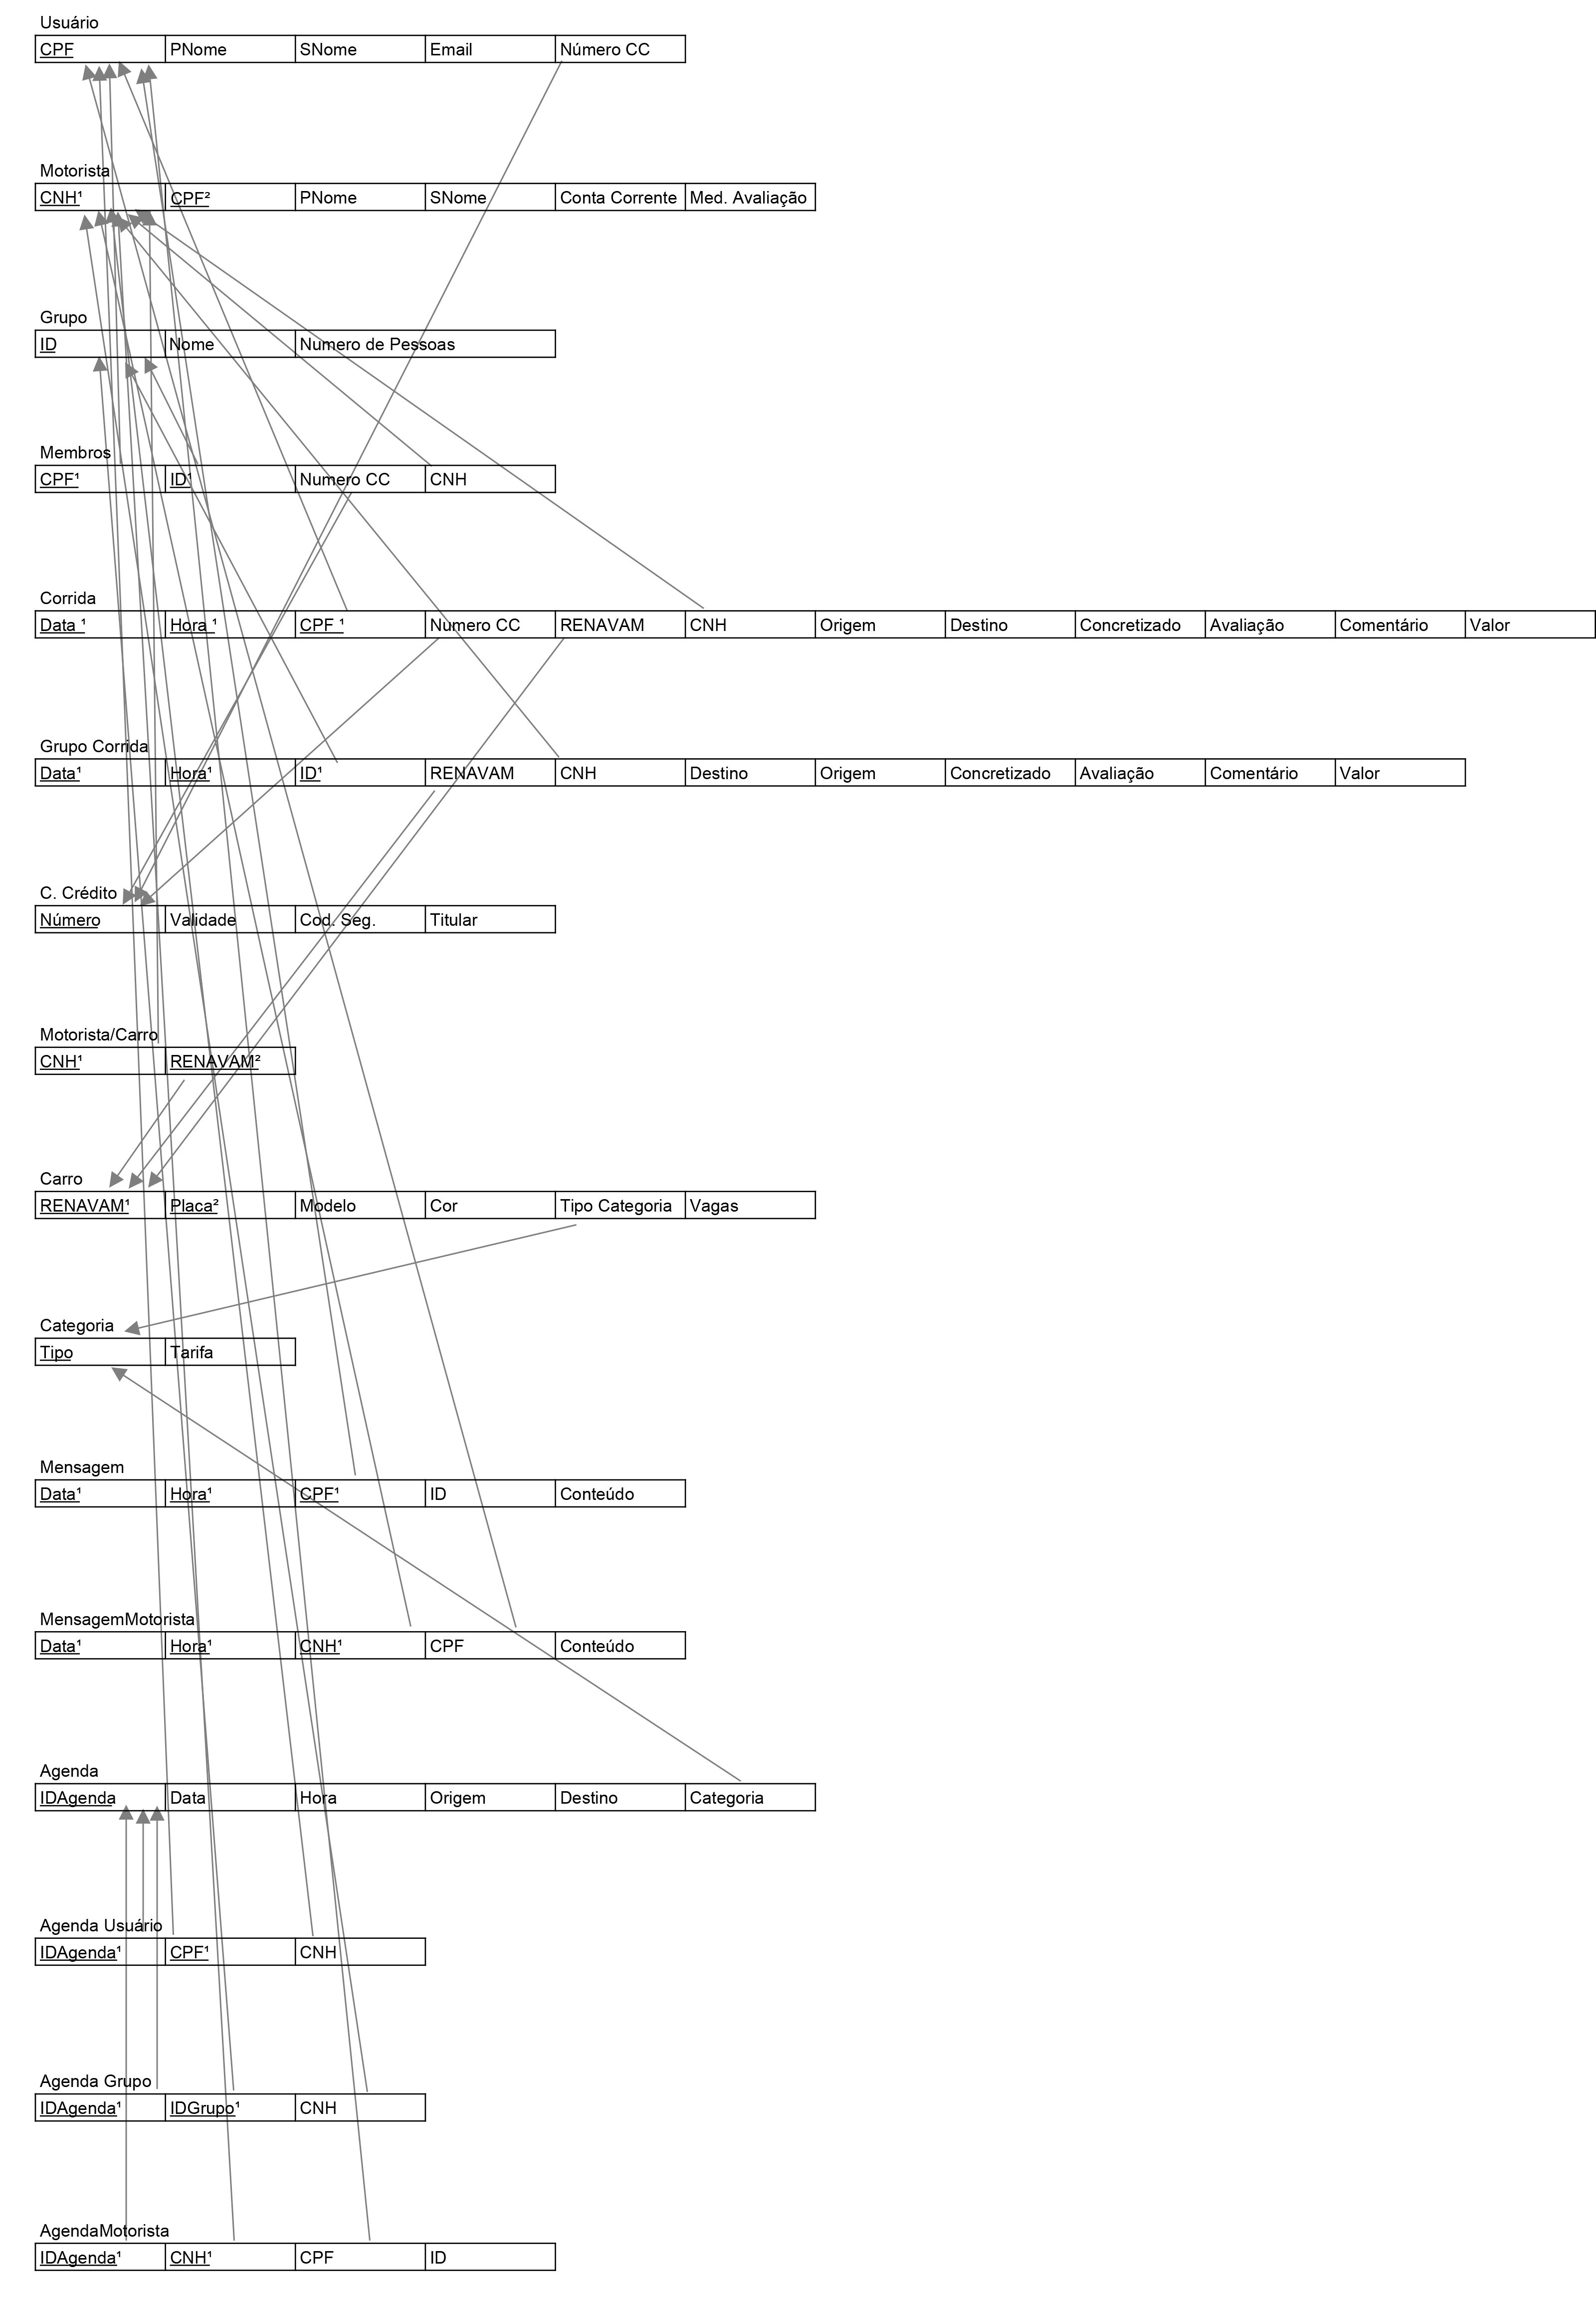 Usuário
CPF PNome SNome Email Número CC
Motorista
CNH¹ CPF² PNome SNome Conta Corrente Med. Avaliação
Grupo
ID Nome Numero de Pessoas
Membros
CPF¹ ID¹ Numero CC CNH
Corrida
Data ¹ Hora ¹ CPF ¹ Numero CC RENAVAM CNH Origem Destino Concretizado Avaliação Comentário Valor
Grupo Corrida
Data¹ Hora¹ ID¹ RENAVAM CNH Destino Origem Concretizado Avaliação Comentário Valor
C. Crédito
Número Validade Cod. Seg. Titular
Motorista/Carro
CNH¹ RENAVAM²
Carro
RENAVAM¹ Placa² Modelo Cor Tipo Categoria Vagas
Categoria
Tipo Tarifa
Mensagem
Data¹ Hora¹ CPF¹ ID Conteúdo
MensagemMotorista
Data¹ Hora¹ CNH¹ CPF Conteúdo
Agenda
IDAgenda Data Hora Origem Destino Categoria
Agenda Usuário
IDAgenda¹ CPF¹ CNH
Agenda Grupo
IDAgenda¹ IDGrupo¹ CNH
AgendaMotorista
IDAgenda¹ CNH¹ CPF ID